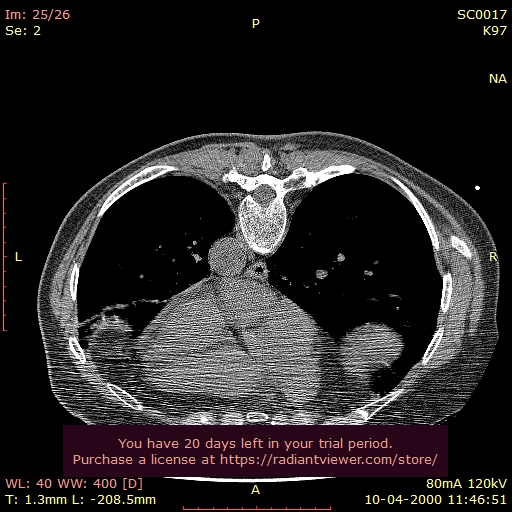 Im: 25/26
Se: 2
P
SC0017
K97
NA
L
R
You have 20 days left in your trial period.
Purchase a license at https://radiantviewer.com/store/
WL: 40 WW: 400 [D]
T: 1.3mm L: -208.5mm
A
80mA 120kV
10-04-2000 11:46:51